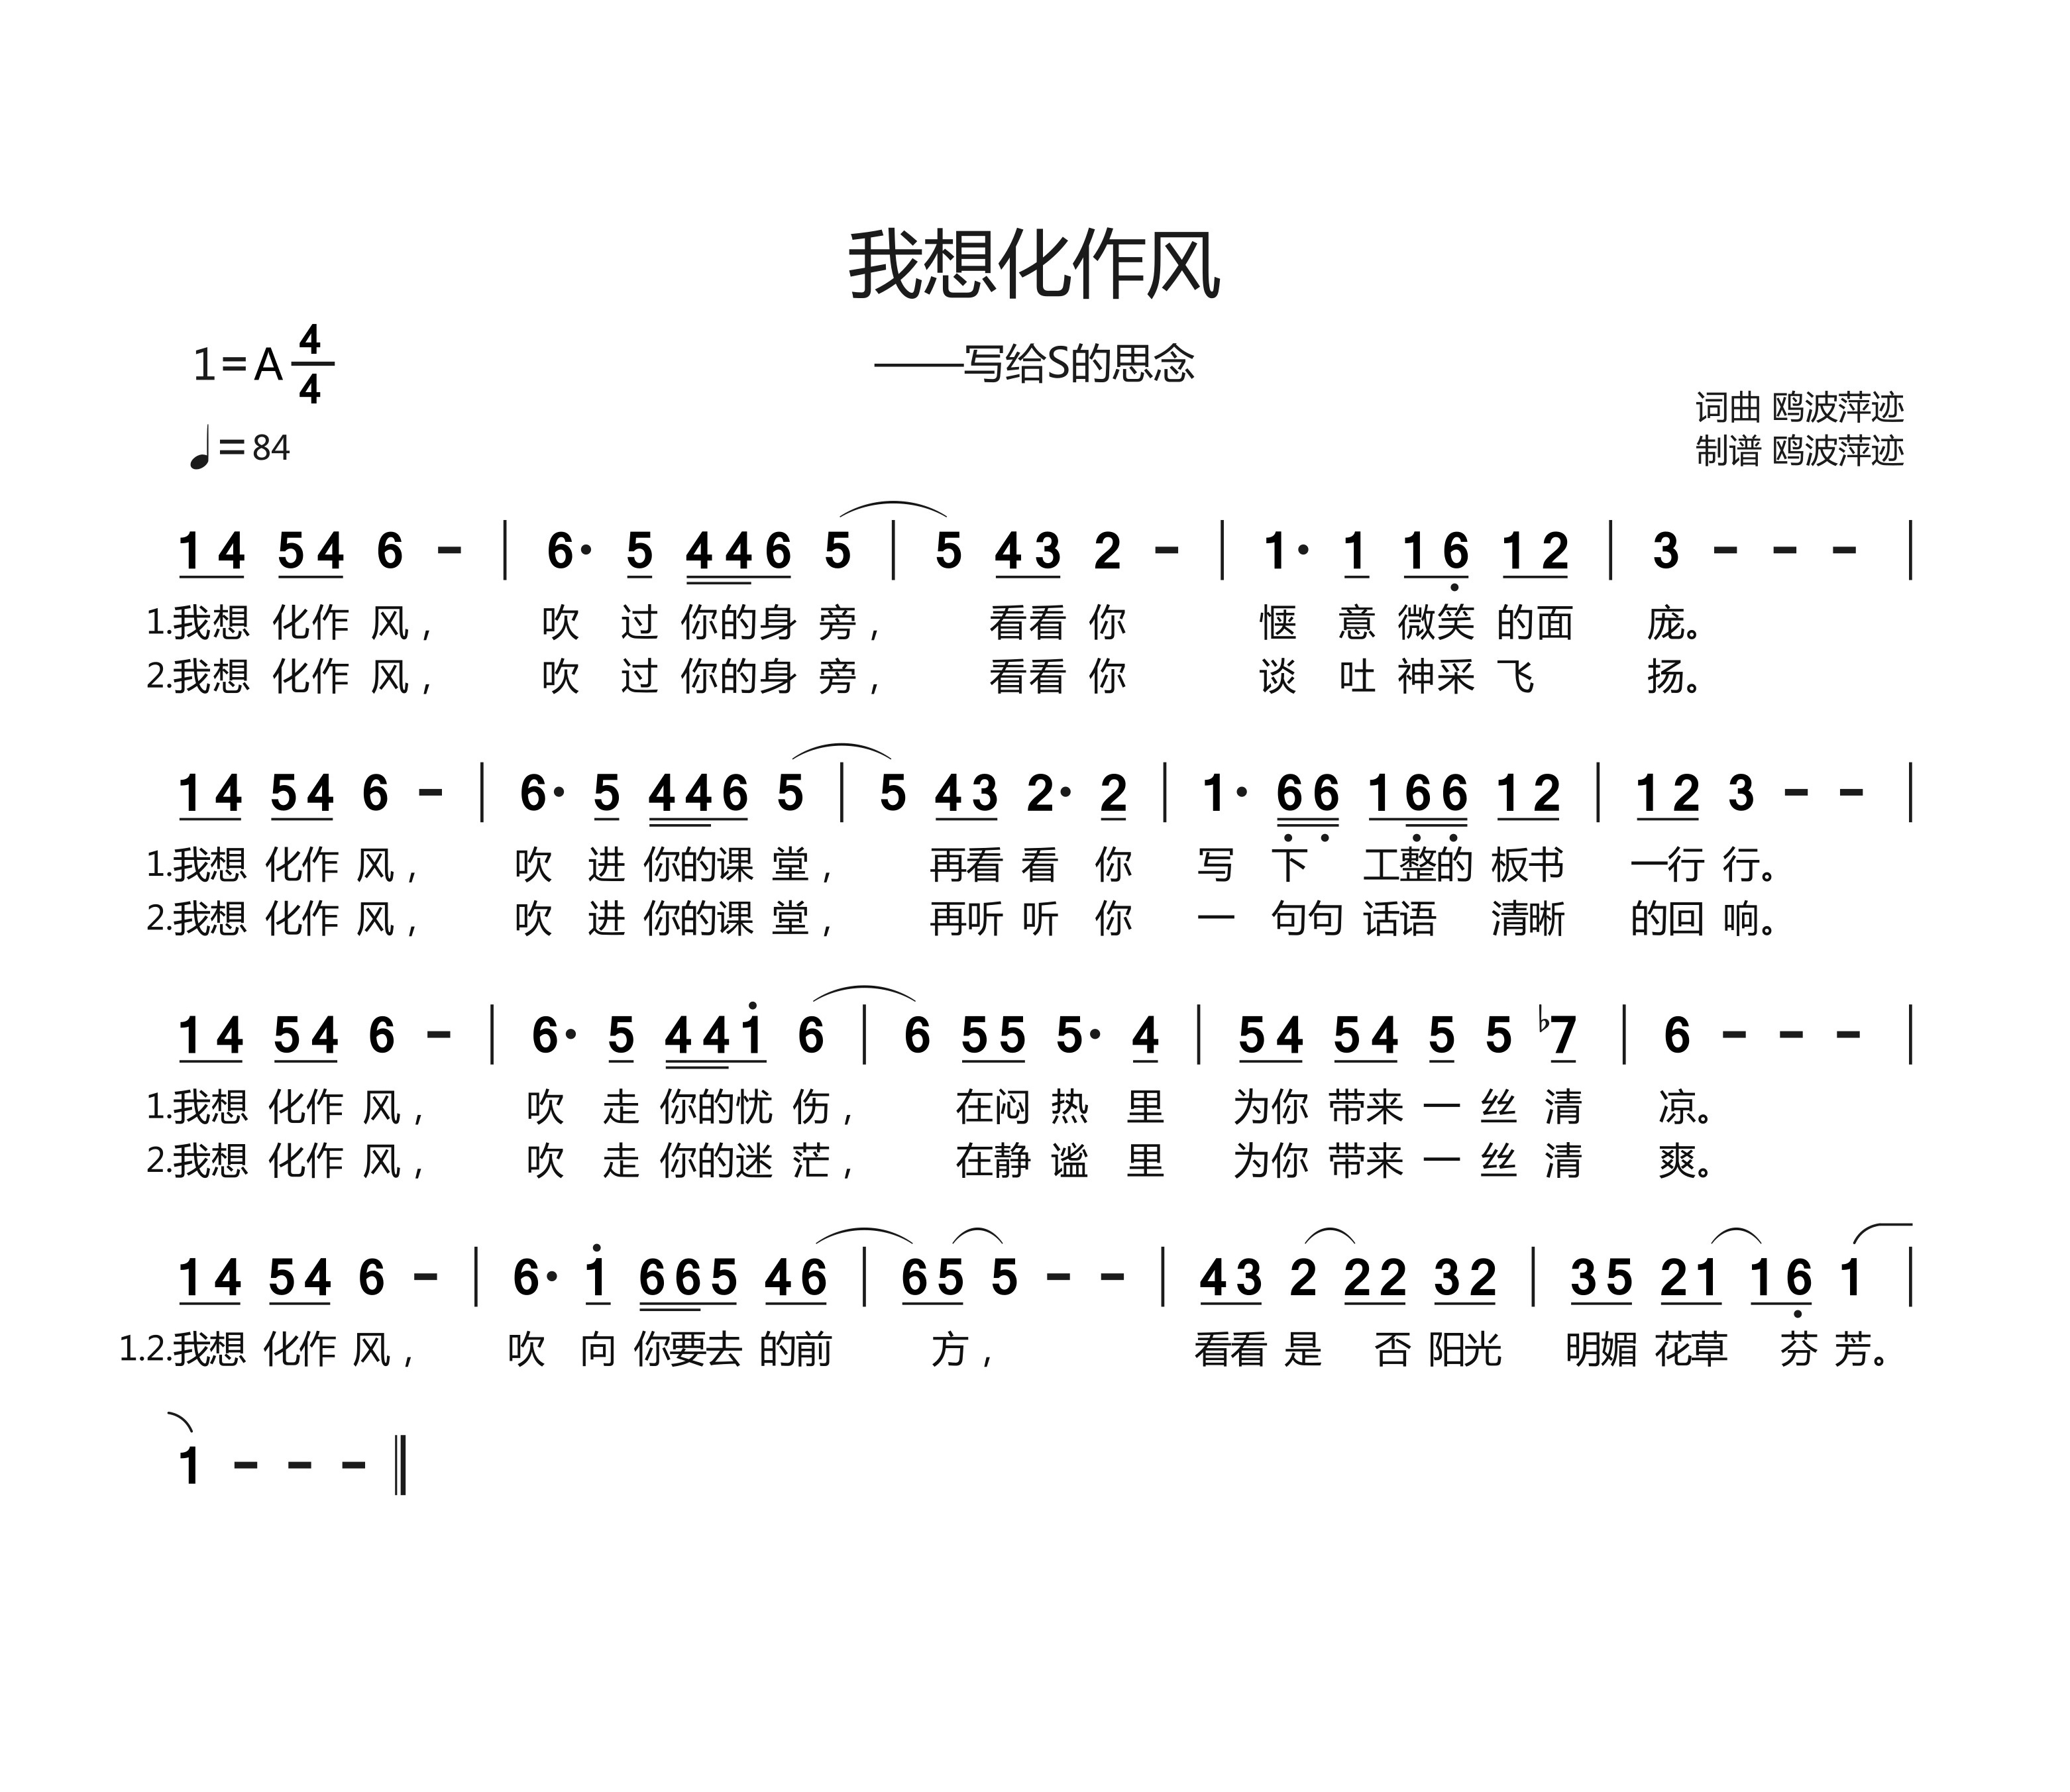 我想化作风
——写给S的思念
1=A 4/4
♩=84
词曲 鸥波萍迹
制谱 鸥波萍迹
1 4 5 4 6 - | 6· 5 4 4 6 5 | 5 4 3 2 - | 1· 1 1 6̣ 1 2 | 3 - - - |
1.我想 化作 风, 吹 过 你的身 旁, 看看 你 惬 意 微笑 的面 庞。
2.我想 化作 风, 吹 过 你的身 旁, 看看 你 谈 吐 神采 飞 扬。
1 4 5 4 6 - | 6· 5 4 4 6 5 | 5 4 3 2· 2 | 1· 6̣ 6̣ 1 6̣ 6̣ 1 2 | 1 2 3 - - |
1.我想 化作 风, 吹 进 你的课 堂, 再看 看 你 写 下 工整的 板书 一行 行。
2.我想 化作 风, 吹 进 你的课 堂, 再听 听 你 一 句句 话语 清晰 的回 响。
1 4 5 4 6 - | 6· 5 4 4 1̇ 6 | 6 5 5 5· 4 | 5 4 5 4 5 5 ♭7 | 6 - - - |
1.我想 化作 风, 吹 走 你的忧 伤, 在闷 热 里 为你 带来 一 丝 清 凉。
2.我想 化作 风, 吹 走 你的迷 茫, 在静 谧 里 为你 带来 一 丝 清 爽。
1 4 5 4 6 - | 6· 1̇ 6 6 5 4 6 | 6 5 5 - - | 4 3 2 2 2 3 2 | 3 5 2 1 1 6̣ 1 |
1.2.我想 化作 风, 吹 向 你要去 的前 方, 看看 是 否 阳光 明媚 花草 芬 芳。
1 - - - ‖